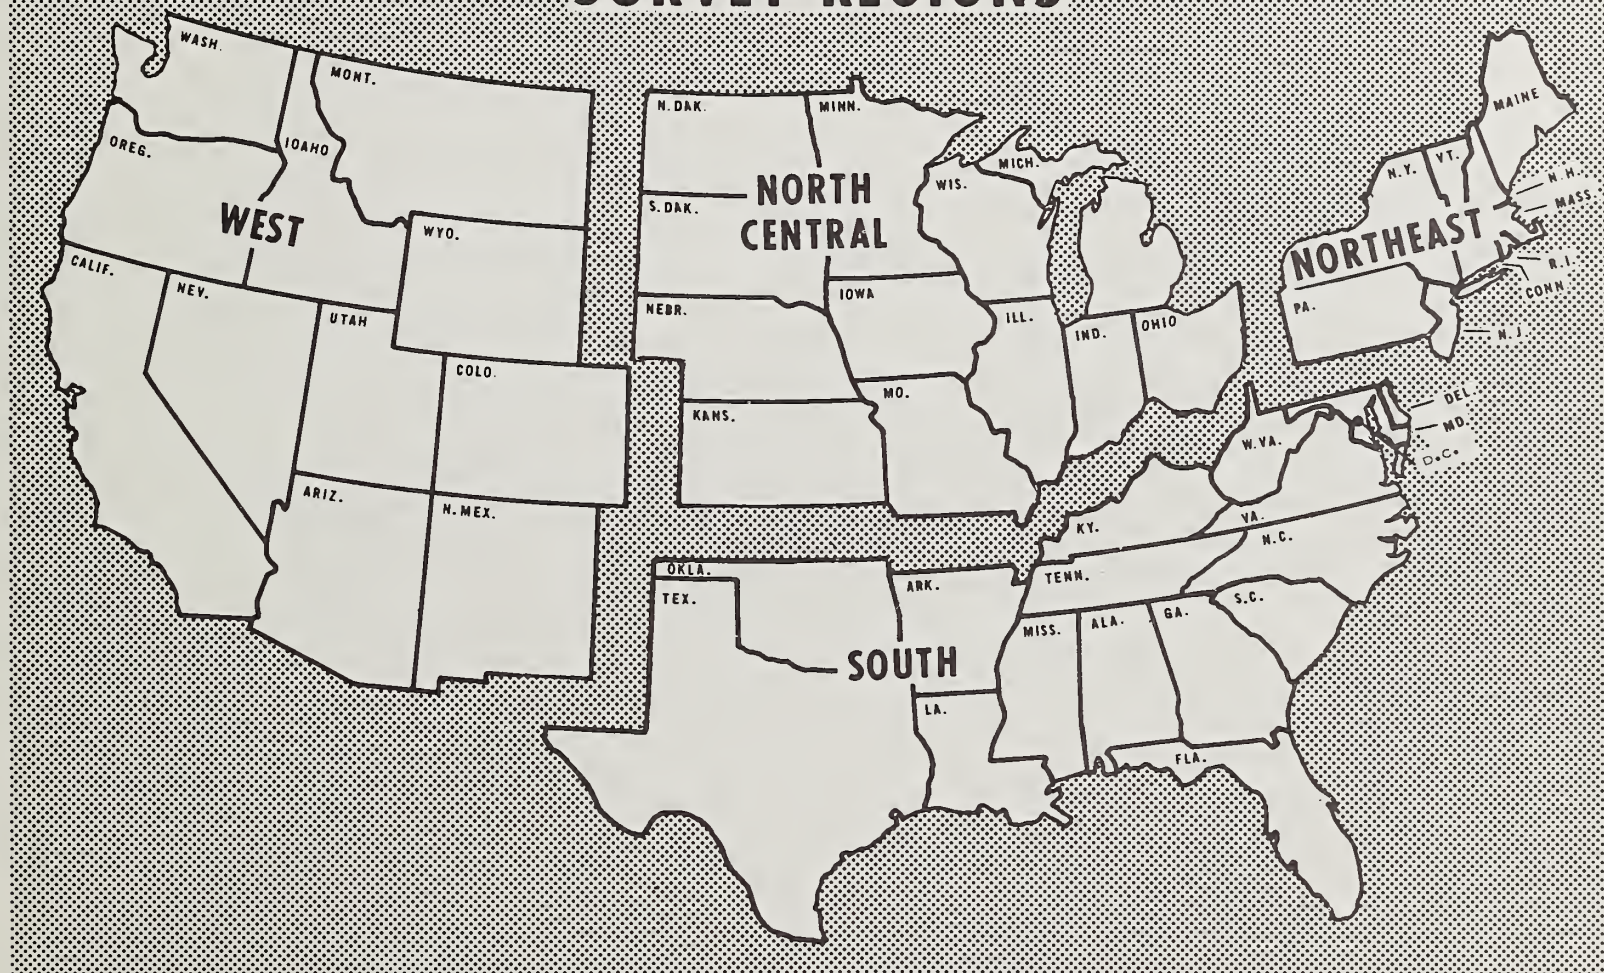 SURVEY REGIONS
WASH.
MONT.
OREG.
IDAHO
WEST
WYO.
CALIF.
NEV.
UTAH
COLO.
ARIZ.
N.MEX.
N.DAK.
MINN.
S.DAK.
NORTH
CENTRAL
WIS.
MICH.
NEBR.
IOWA
ILL.
IND.
OHIO
KANS.
MO.
MAINE
N.Y.
VT.
N.H.
MASS.
NORTHEAST
R.I.
CONN.
PA.
N.J.
DEL.
MD.
D.C.
W.VA.
KY.
VA.
N.C.
OKLA.
TEX.
ARK.
TENN.
SOUTH
MISS.
ALA.
GA.
S.C.
LA.
FLA.